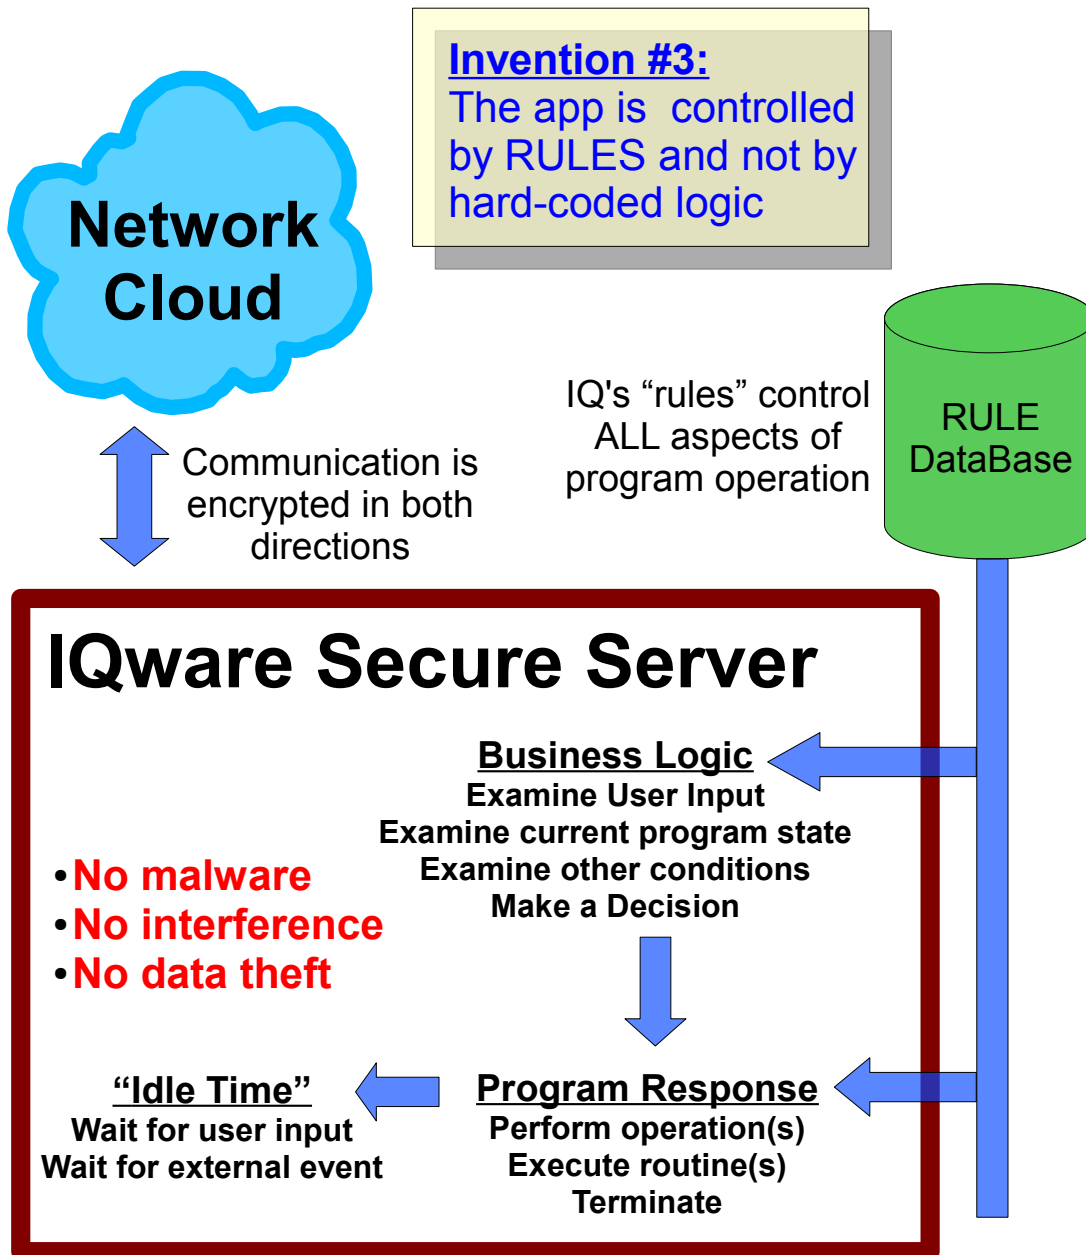 Invention #3:
The app is  controlled
by RULES and not by
hard-coded logic
Network
Cloud
IQ's “rules” control
ALL aspects of
program operation
RULE
DataBase
Communication is
encrypted in both
directions
IQware Secure Server
Business Logic
Examine User Input
Examine current program state
Examine other conditions
Make a Decision
•No malware
•No interference
•No data theft
“Idle Time”
Wait for user input
Wait for external event
Program Response
Perform operation(s)
Execute routine(s)
Terminate